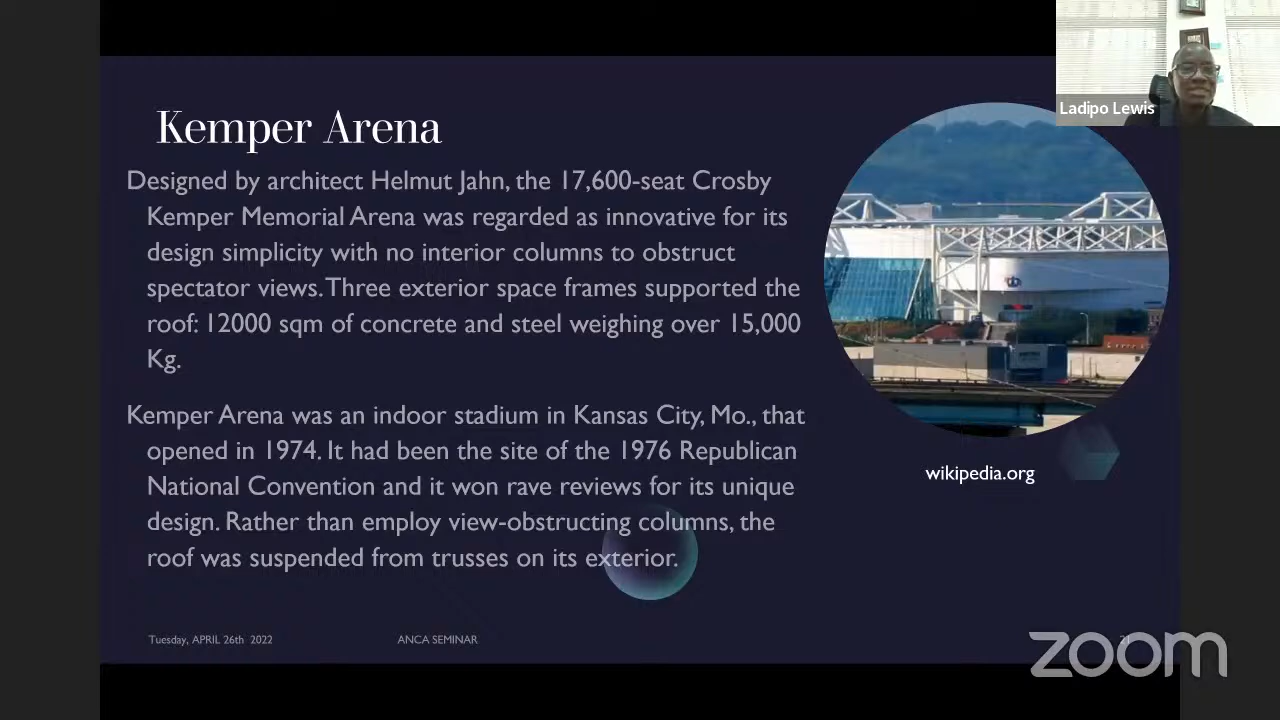 Ladipo Lewis
Kemper Arena
Designed by architect Helmut Jahn, the 17,600-seat Crosby
Kemper Memorial Arena was regarded as innovative for its
design simplicity with no interior columns to obstruct
spectator views. Three exterior space frames supported the
roof: 12000 sqm of concrete and steel weighing over 15,000
Kg.
Kemper Arena was an indoor stadium in Kansas City, Mo., that
opened in 1974. It had been the site of the 1976 Republican
National Convention and it won rave reviews for its unique
design. Rather than employ view-obstructing columns, the
roof was suspended from trusses on its exterior.
wikipedia.org
Tuesday, APRIL 26th 2022
ANCA SEMINAR
zoom